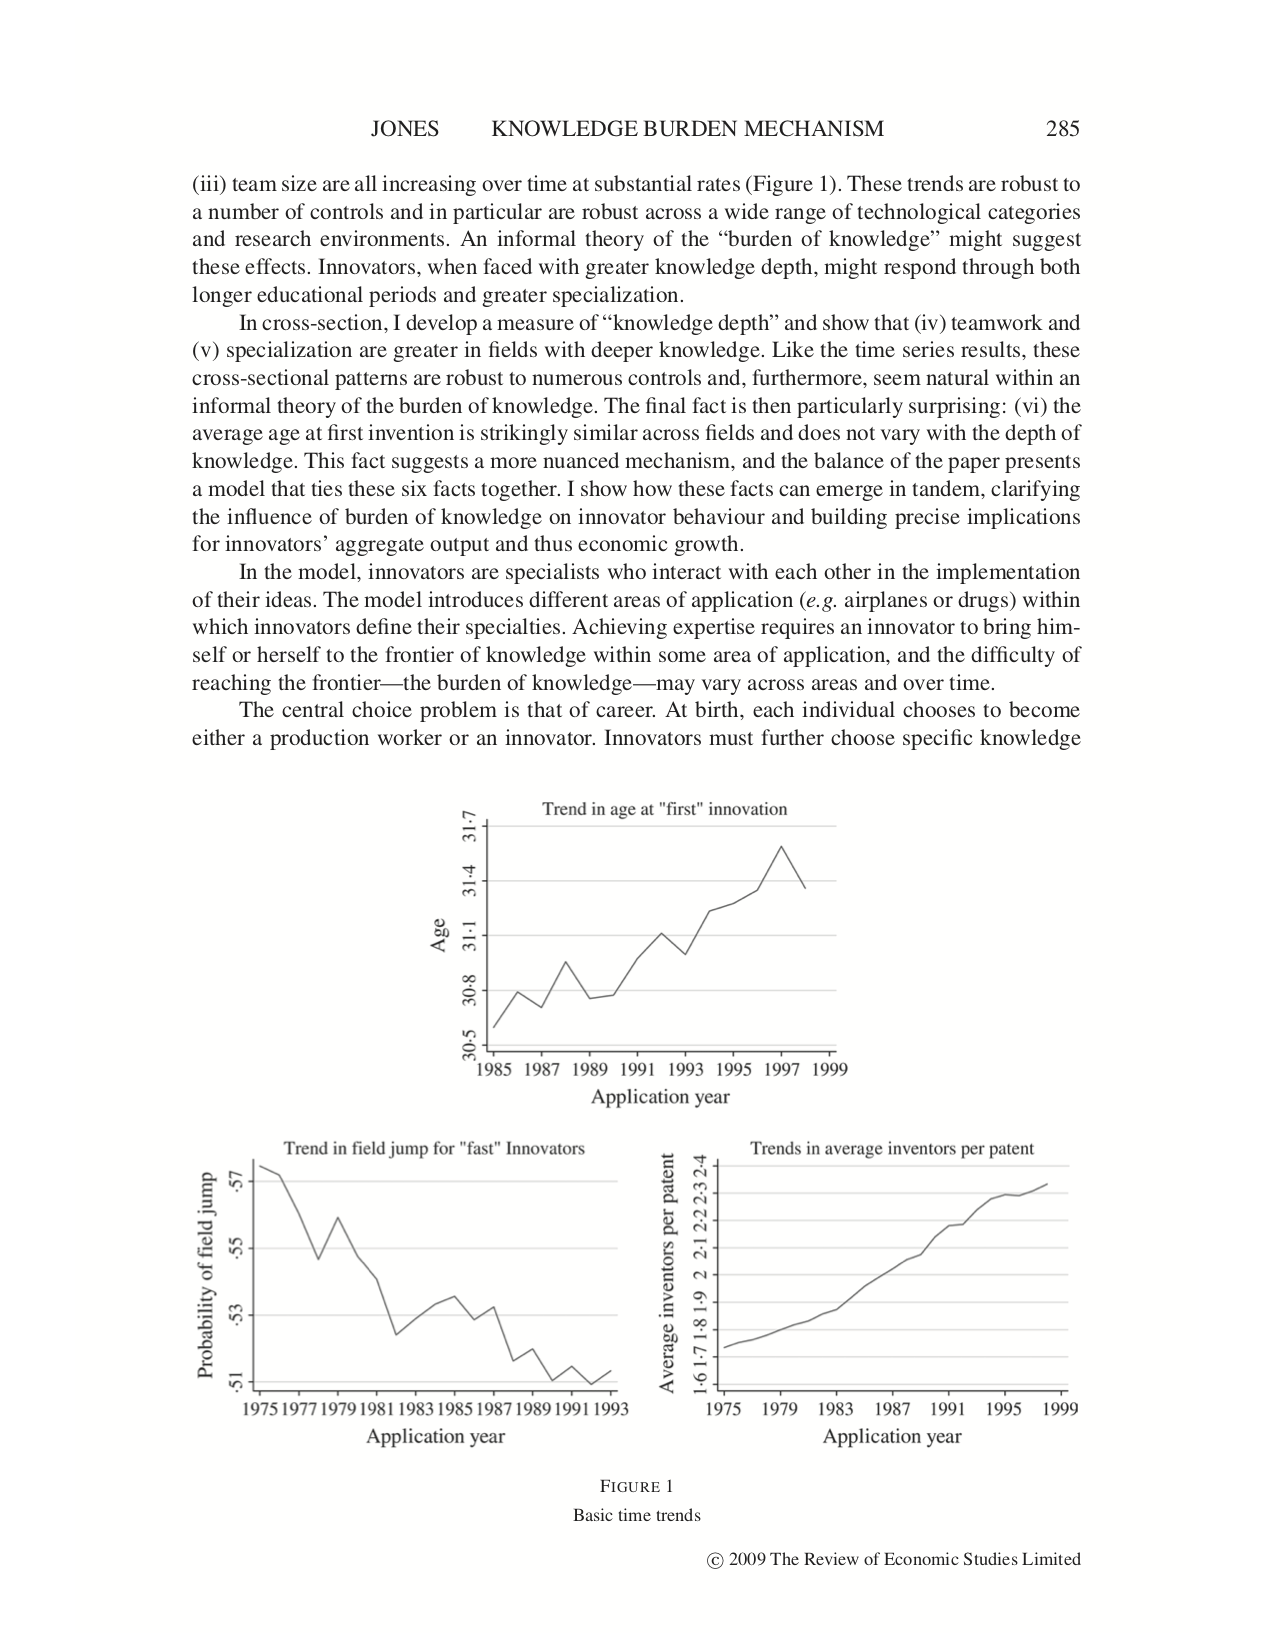 JONES KNOWLEDGE BURDEN MECHANISM 285
(iii) team size are all increasing over time at substantial rates (Figure 1). These trends are robust to
a number of controls and in particular are robust across a wide range of technological categories
and research environments. An informal theory of the “burden of knowledge” might suggest
these effects. Innovators, when faced with greater knowledge depth, might respond through both
longer educational periods and greater specialization.
In cross-section, I develop a measure of “knowledge depth” and show that (iv) teamwork and
(v) specialization are greater in fields with deeper knowledge. Like the time series results, these
cross-sectional patterns are robust to numerous controls and, furthermore, seem natural within an
informal theory of the burden of knowledge. The final fact is then particularly surprising: (vi) the
average age at first invention is strikingly similar across fields and does not vary with the depth of
knowledge. This fact suggests a more nuanced mechanism, and the balance of the paper presents
a model that ties these six facts together. I show how these facts can emerge in tandem, clarifying
the influence of burden of knowledge on innovator behaviour and building precise implications
for innovators’ aggregate output and thus economic growth.
In the model, innovators are specialists who interact with each other in the implementation
of their ideas. The model introduces different areas of application (e.g. airplanes or drugs) within
which innovators define their specialties. Achieving expertise requires an innovator to bring him-
self or herself to the frontier of knowledge within some area of application, and the difficulty of
reaching the frontier—the burden of knowledge—may vary across areas and over time.
The central choice problem is that of career. At birth, each individual chooses to become
either a production worker or an innovator. Innovators must further choose specific knowledge
Trend in age at "first" innovation
Age
31·7
31·4
31·1
30·8
30·5
1985 1987 1989 1991 1993 1995 1997 1999
Application year
Trend in field jump for "fast" Innovators
Probability of field jump
·57
·55
·53
·51
1975 1977 1979 1981 1983 1985 1987 1989 1991 1993
Application year
Trends in average inventors per patent
Average inventors per patent
2·4
2·3
2·2
2·1
2
1·9
1·8
1·7
1·6
1975 1979 1983 1987 1991 1995 1999
Application year
FIGURE 1
Basic time trends
© 2009 The Review of Economic Studies Limited